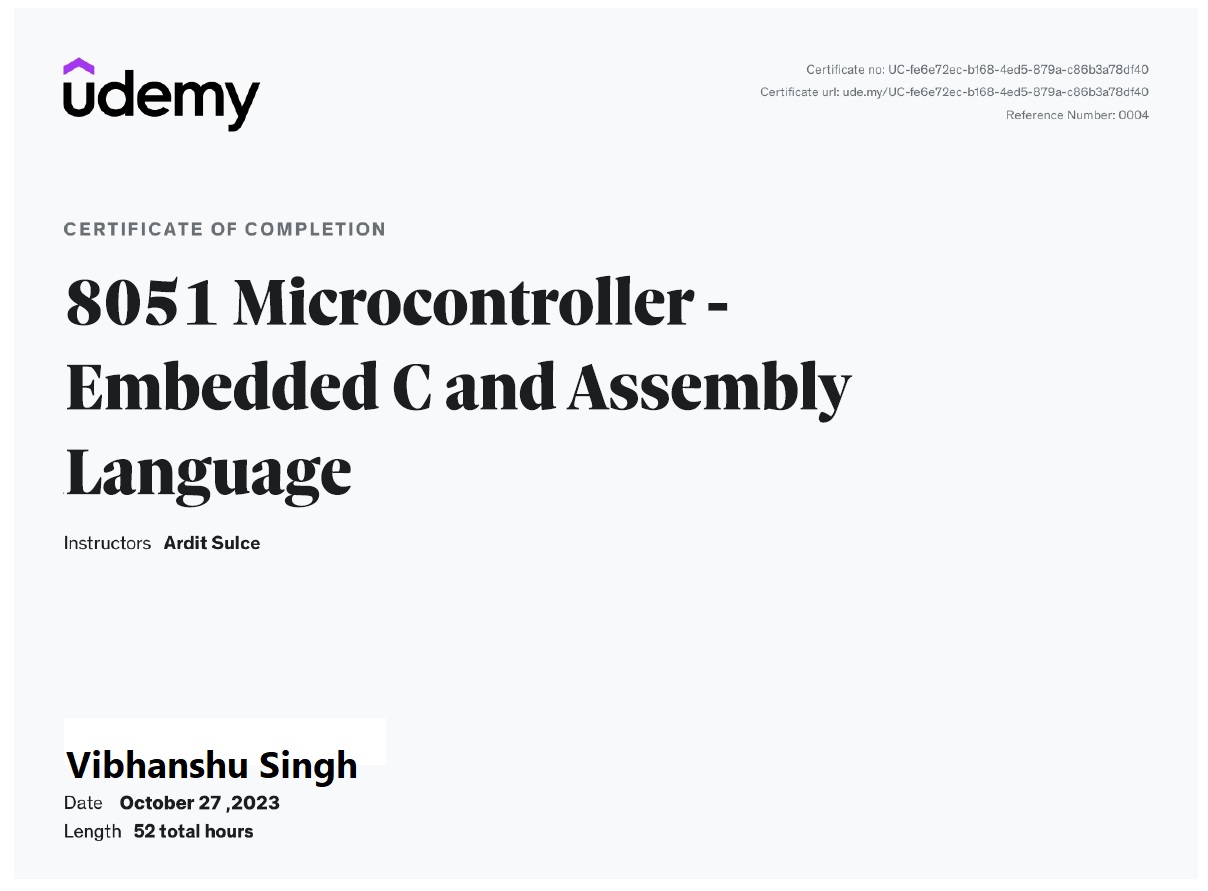 udemy
Certificate no: UC-fe6e72ec-b168-4ed5-879a-c86b3a78df40
Certificate url: ude.my/UC-fe6e72ec-b168-4ed5-879a-c86b3a78df40
Reference Number: 0004
CERTIFICATE OF COMPLETION
8051 Microcontroller -
Embedded C and Assembly
Language
Instructors Ardit Sulce
Vibhanshu Singh
Date October 27 ,2023
Length 52 total hours